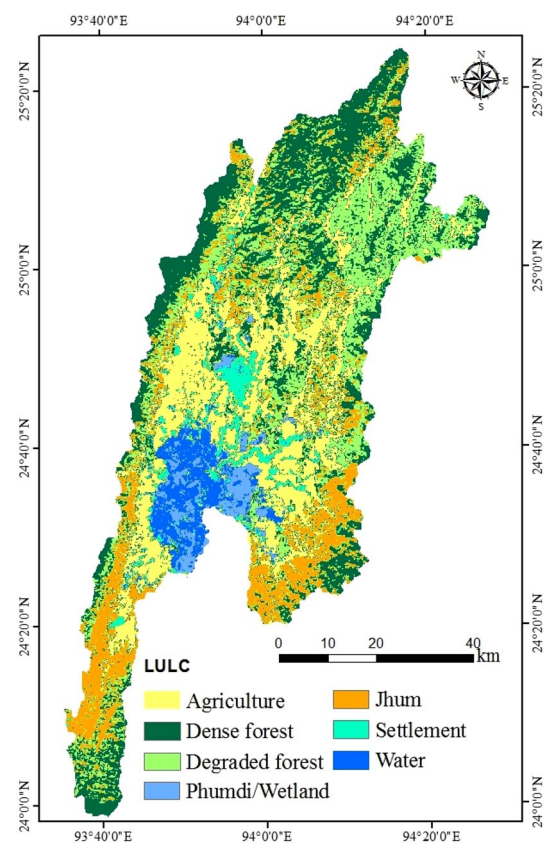 93°40'0"E 94°0'0"E 94°20'0"E
N
W E
S
25°20'0"N 25°20'0"N
25°0'0"N 25°0'0"N
24°40'0"N 24°40'0"N
24°20'0"N 24°20'0"N
0 10 20 40
km
LULC
Agriculture Jhum
Dense forest Settlement
Degraded forest Water
Phumdi/Wetland
24°0'0"N 24°0'0"N
93°40'0"E 94°0'0"E 94°20'0"E